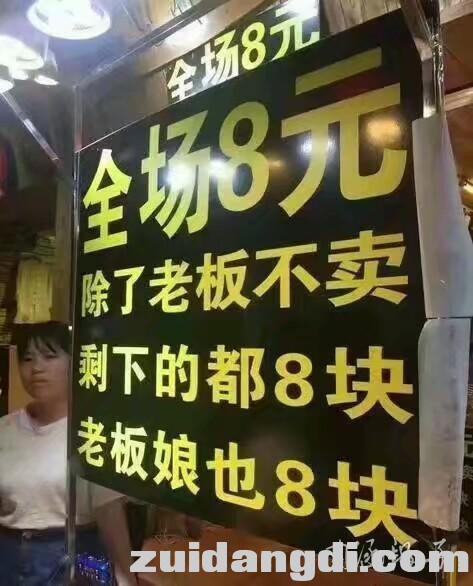 全场8元
全场8元
除了老板不卖
剩下的都8块
老板娘也8块
zuidangdi.com